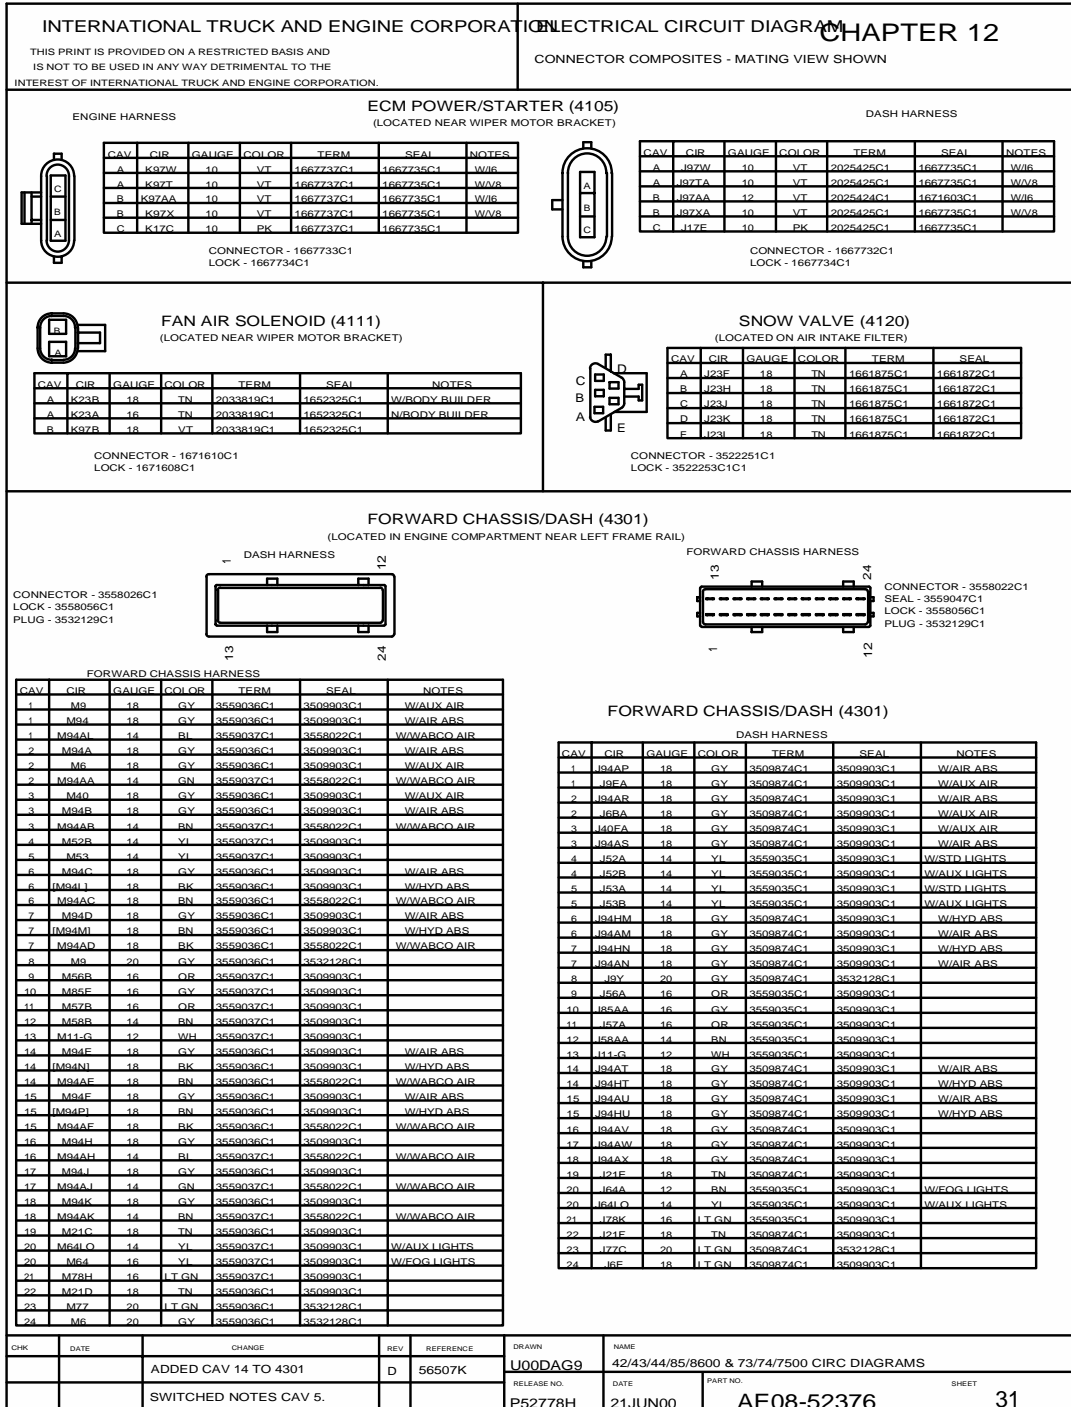 INTERNATIONAL TRUCK AND ENGINE CORPORATION
THIS PRINT IS PROVIDED ON A RESTRICTED BASIS AND
IS NOT TO BE USED IN ANY WAY DETRIMENTAL TO THE
INTEREST OF INTERNATIONAL TRUCK AND ENGINE CORPORATION.
ELECTRICAL CIRCUIT DIAGRAM
CHAPTER 12
CONNECTOR COMPOSITES - MATING VIEW SHOWN
ECM POWER/STARTER (4105)
(LOCATED NEAR WIPER MOTOR BRACKET)
ENGINE HARNESS
C
B
A
CAV CIR GAUGE COLOR TERM SEAL NOTES
A K97W 10 VT 1667737C1 1667735C1 W/I6
A K97T 10 VT 1667737C1 1667735C1 W/V8
B K97AA 10 VT 1667737C1 1667735C1 W/I6
B K97X 10 VT 1667737C1 1667735C1 W/V8
C K17C 10 PK 1667737C1 1667735C1
CONNECTOR - 1667733C1
LOCK - 1667734C1
DASH HARNESS
A
B
C
CAV CIR GAUGE COLOR TERM SEAL NOTES
A J97W 10 VT 2025425C1 1667735C1 W/I6
A J97TA 10 VT 2025425C1 1667735C1 W/V8
B J97AA 12 VT 2025424C1 1671603C1 W/I6
B J97XA 10 VT 2025425C1 1667735C1 W/V8
C J17E 10 PK 2025425C1 1667735C1
CONNECTOR - 1667732C1
LOCK - 1667734C1
FAN AIR SOLENOID (4111)
(LOCATED NEAR WIPER MOTOR BRACKET)
B
A
CAV CIR GAUGE COLOR TERM SEAL NOTES
A K23B 18 TN 2033819C1 1652325C1 W/BODY BUILDER
A K23A 16 TN 2033819C1 1652325C1 N/BODY BUILDER
B K97B 18 VT 2033819C1 1652325C1
CONNECTOR - 1671610C1
LOCK - 1671608C1
SNOW VALVE (4120)
(LOCATED ON AIR INTAKE FILTER)
D
C
B
A
E
CAV CIR GAUGE COLOR TERM SEAL
A J23F 18 TN 1661875C1 1661872C1
B J23H 18 TN 1661875C1 1661872C1
C J23J 18 TN 1661875C1 1661872C1
D J23K 18 TN 1661875C1 1661872C1
E J23L 18 TN 1661875C1 1661872C1
CONNECTOR - 3522251C1
LOCK - 3522253C1C1
FORWARD CHASSIS/DASH (4301)
(LOCATED IN ENGINE COMPARTMENT NEAR LEFT FRAME RAIL)
DASH HARNESS
1 12
CONNECTOR - 3558026C1
LOCK - 3558056C1
PLUG - 3532129C1
13 24
FORWARD CHASSIS HARNESS
13 24
CONNECTOR - 3558022C1
SEAL - 3559047C1
LOCK - 3558056C1
PLUG - 3532129C1
1 12
FORWARD CHASSIS HARNESS
CAV CIR GAUGE COLOR TERM SEAL NOTES
1 M9 18 GY 3559036C1 3509903C1 W/AUX AIR
1 M94 18 GY 3559036C1 3509903C1 W/AIR ABS
1 M94AL 14 BL 3559037C1 3558022C1 W/WABCO AIR
2 M94A 18 GY 3559036C1 3509903C1 W/AIR ABS
2 M6 18 GY 3559036C1 3509903C1 W/AUX AIR
2 M94AA 14 GN 3559037C1 3558022C1 W/WABCO AIR
3 M40 18 GY 3559036C1 3509903C1 W/AUX AIR
3 M94B 18 GY 3559036C1 3509903C1 W/AIR ABS
3 M94AB 14 BN 3559037C1 3558022C1 W/WABCO AIR
4 M52B 14 YL 3559037C1 3509903C1
5 M53 14 YL 3559037C1 3509903C1
6 M94C 18 GY 3559036C1 3509903C1 W/AIR ABS
6 [M94L] 18 BK 3559036C1 3509903C1 W/HYD ABS
6 M94AC 18 BN 3559036C1 3558022C1 W/WABCO AIR
7 M94D 18 GY 3559036C1 3509903C1 W/AIR ABS
7 [M94M] 18 BN 3559036C1 3509903C1 W/HYD ABS
7 M94AD 18 BK 3559036C1 3558022C1 W/WABCO AIR
8 M9 20 GY 3559036C1 3532128C1
9 M56B 16 OR 3559037C1 3509903C1
10 M85E 16 GY 3559037C1 3509903C1
11 M57B 16 OR 3559037C1 3509903C1
12 M58B 14 BN 3559037C1 3509903C1
13 M11-G 12 WH 3559037C1 3509903C1
14 M94E 18 GY 3559036C1 3509903C1 W/AIR ABS
14 [M94N] 18 BK 3559036C1 3509903C1 W/HYD ABS
14 M94AE 18 BN 3559036C1 3558022C1 W/WABCO AIR
15 M94F 18 GY 3559036C1 3509903C1 W/AIR ABS
15 [M94P] 18 BN 3559036C1 3509903C1 W/HYD ABS
15 M94AF 18 BK 3559036C1 3558022C1 W/WABCO AIR
16 M94H 18 GY 3559036C1 3509903C1
16 M94AH 14 BL 3559037C1 3558022C1 W/WABCO AIR
17 M94J 18 GY 3559036C1 3509903C1
17 M94AJ 14 GN 3559037C1 3558022C1 W/WABCO AIR
18 M94K 18 GY 3559036C1 3509903C1
18 M94AK 14 BN 3559037C1 3558022C1 W/WABCO AIR
19 M21C 18 TN 3559036C1 3509903C1
20 M64LO 14 YL 3559037C1 3509903C1 W/AUX LIGHTS
20 M64 16 YL 3559037C1 3509903C1 W/FOG LIGHTS
21 M78H 16 LT GN 3559037C1 3509903C1
22 M21D 18 TN 3559036C1 3509903C1
23 M77 20 LT GN 3559036C1 3532128C1
24 M6 20 GY 3559036C1 3532128C1
FORWARD CHASSIS/DASH (4301)
DASH HARNESS
CAV CIR GAUGE COLOR TERM SEAL NOTES
1 J94AP 18 GY 3509874C1 3509903C1 W/AIR ABS
1 J9EA 18 GY 3509874C1 3509903C1 W/AUX AIR
2 J94AR 18 GY 3509874C1 3509903C1 W/AIR ABS
2 J6BA 18 GY 3509874C1 3509903C1 W/AUX AIR
3 J40FA 18 GY 3509874C1 3509903C1 W/AUX AIR
3 J94AS 18 GY 3509874C1 3509903C1 W/AIR ABS
4 J52A 14 YL 3559035C1 3509903C1 W/STD LIGHTS
4 J52B 14 YL 3559035C1 3509903C1 W/AUX LIGHTS
5 J53A 14 YL 3559035C1 3509903C1 W/STD LIGHTS
5 J53B 14 YL 3559035C1 3509903C1 W/AUX LIGHTS
6 J94HM 18 GY 3509874C1 3509903C1 W/HYD ABS
6 J94AM 18 GY 3509874C1 3509903C1 W/AIR ABS
7 J94HN 18 GY 3509874C1 3509903C1 W/HYD ABS
7 J94AN 18 GY 3509874C1 3509903C1 W/AIR ABS
8 J9Y 20 GY 3509874C1 3532128C1
9 J56A 16 OR 3559035C1 3509903C1
10 J85AA 16 GY 3559035C1 3509903C1
11 J57A 16 OR 3559035C1 3509903C1
12 J58AA 14 BN 3559035C1 3509903C1
13 J11-G 12 WH 3559035C1 3509903C1
14 J94AT 18 GY 3509874C1 3509903C1 W/AIR ABS
14 J94HT 18 GY 3509874C1 3509903C1 W/HYD ABS
15 J94AU 18 GY 3509874C1 3509903C1 W/AIR ABS
15 J94HU 18 GY 3509874C1 3509903C1 W/HYD ABS
16 J94AV 18 GY 3509874C1 3509903C1
17 J94AW 18 GY 3509874C1 3509903C1
18 J94AX 18 GY 3509874C1 3509903C1
19 J21E 18 TN 3509874C1 3509903C1
20 J64A 12 BN 3559035C1 3509903C1 W/FOG LIGHTS
20 J64LO 14 YL 3559035C1 3509903C1 W/AUX LIGHTS
21 J78K 16 LT GN 3559035C1 3509903C1
22 J21F 18 TN 3509874C1 3509903C1
23 J77C 20 LT GN 3509874C1 3532128C1
24 J6F 18 LT GN 3509874C1 3509903C1
CHK DATE CHANGE REV REFERENCE
ADDED CAV 14 TO 4301 D 56507K
SWITCHED NOTES CAV 5.
DRAWN
U00DAG9
NAME
42/43/44/85/8600 & 73/74/7500 CIRC DIAGRAMS
RELEASE NO.
P52778H
DATE
21JUN00
PART NO.
AE08-52376
SHEET
31